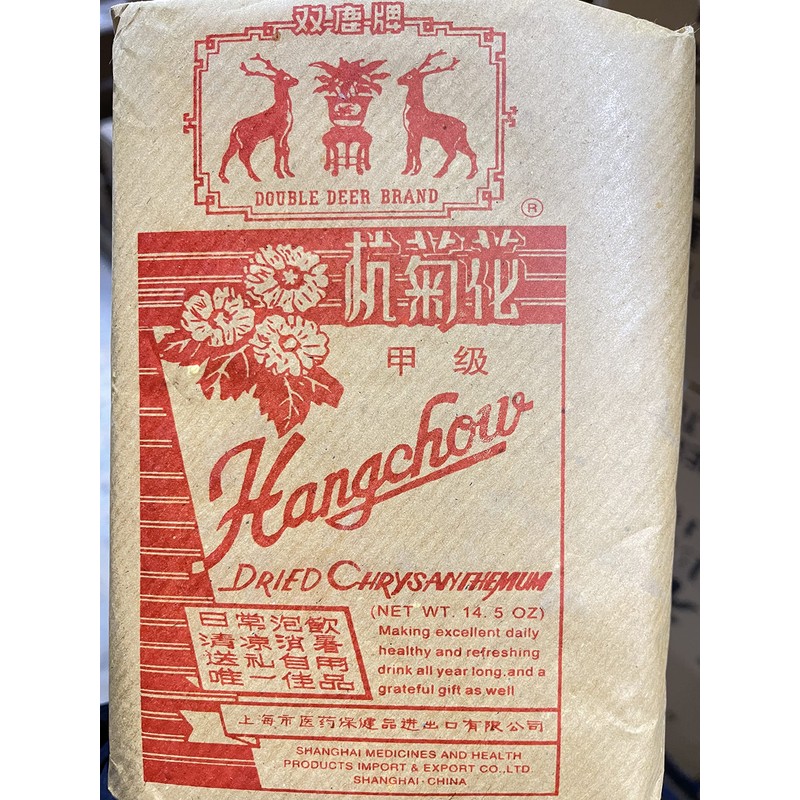 双鹿牌
DOUBLE DEER BRAND
®
杭菊花
甲级
Hangchow
DRIED CHRYSANTHEMUM
(NET WT. 14.5 OZ)
日常泡飲
清凉消暑
送礼自用
唯一佳品
Making excellent daily
healthy and refreshing
drink all year long.and a
grateful gift as well
上海市医药保健品进出口有限公司
SHANGHAI MEDICINES AND HEALTH
PRODUCTS IMPORT & EXPORT CO.,LTD
SHANGHAI·CHINA